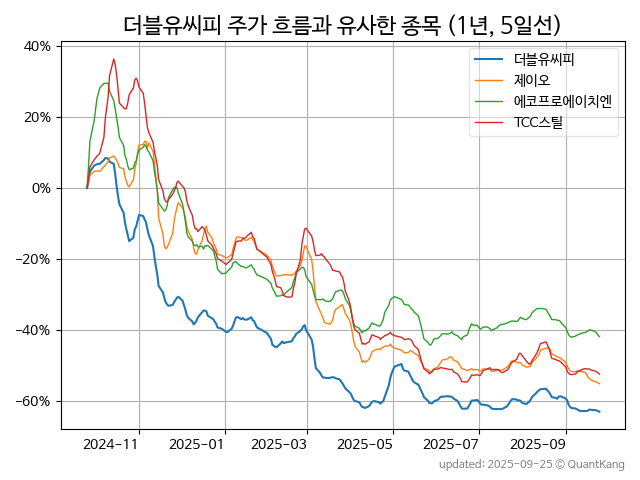 더블유씨피 주가 흐름과 유사한 종목 (1년, 5일선)
40%
20%
0%
−20%
−40%
−60%
더블유씨피
제이오
에코프로에이치엔
TCC스틸
2024-11
2025-01
2025-03
2025-05
2025-07
2025-09
updated: 2025-09-25 © QuantKang